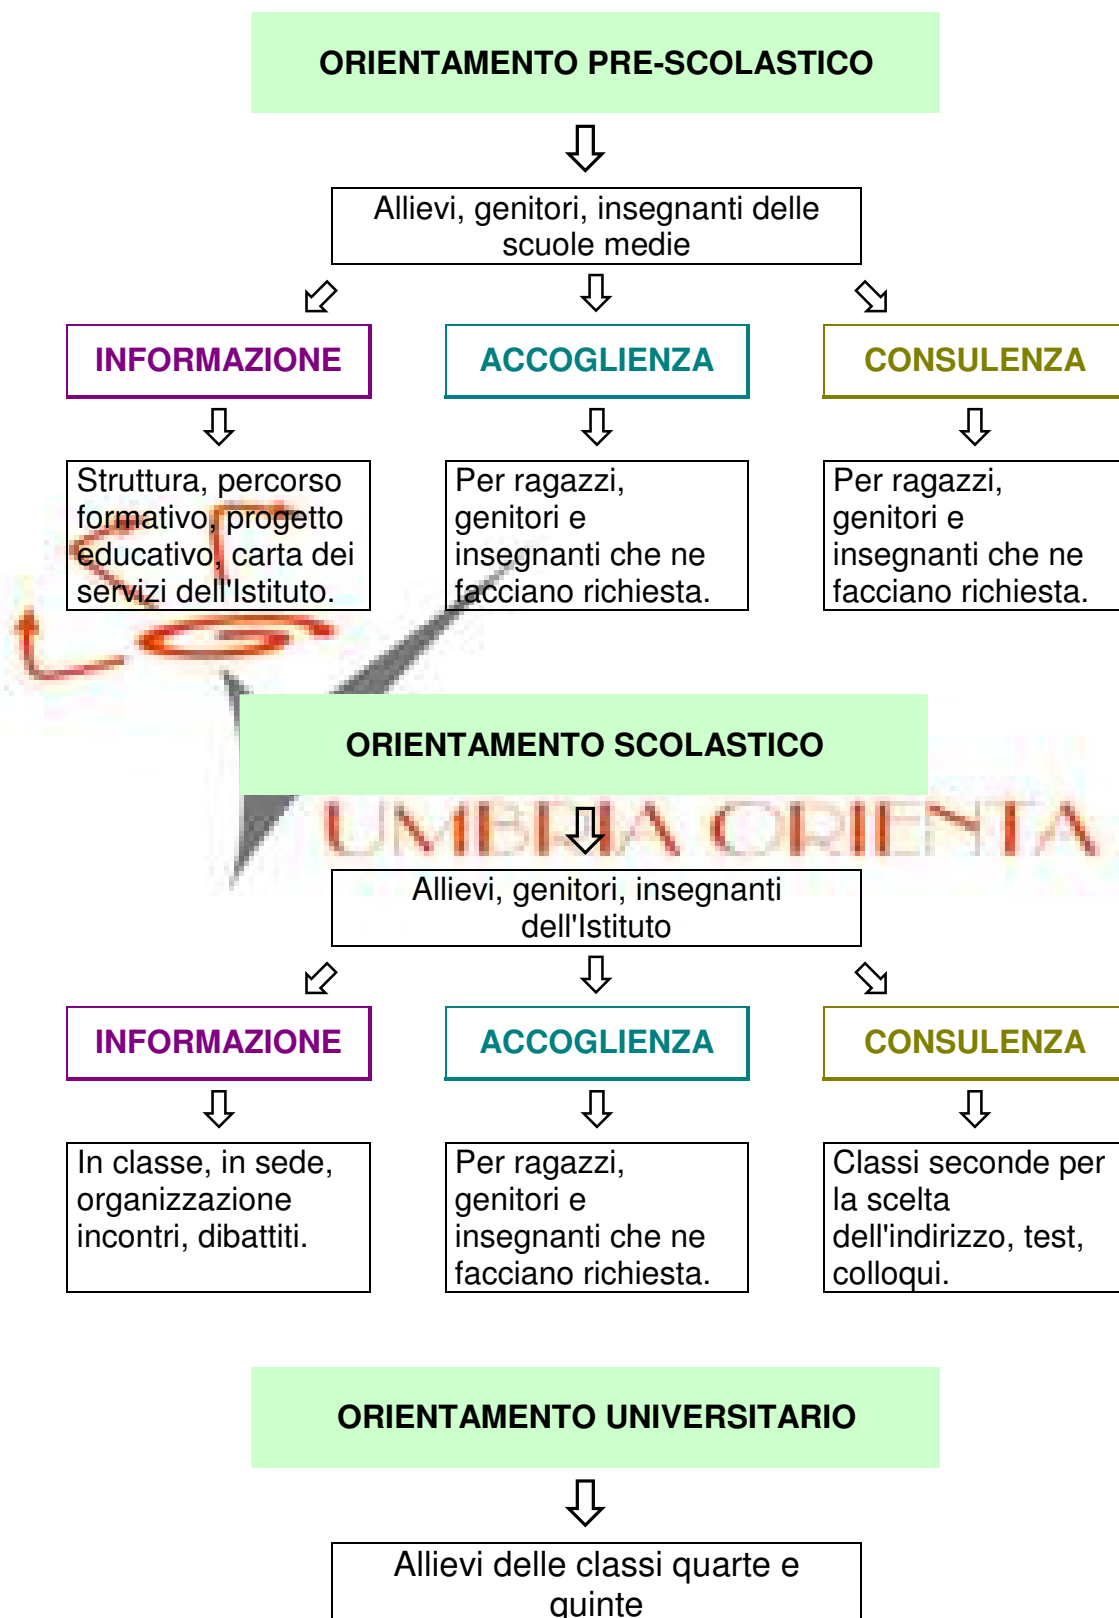 ORIENTAMENTO PRE-SCOLASTICO
Allievi, genitori, insegnanti delle
scuole medie
INFORMAZIONE
ACCOGLIENZA
CONSULENZA
Struttura, percorso
formativo, progetto
educativo, carta dei
servizi dell'Istituto.
Per ragazzi,
genitori e
insegnanti che ne
facciano richiesta.
Per ragazzi,
genitori e
insegnanti che ne
facciano richiesta.
ORIENTAMENTO SCOLASTICO
UMBRIA ORIENTA
Allievi, genitori, insegnanti
dell'Istituto
INFORMAZIONE
ACCOGLIENZA
CONSULENZA
In classe, in sede,
organizzazione
incontri, dibattiti.
Per ragazzi,
genitori e
insegnanti che ne
facciano richiesta.
Classi seconde per
la scelta
dell'indirizzo, test,
colloqui.
ORIENTAMENTO UNIVERSITARIO
Allievi delle classi quarte e
quinte